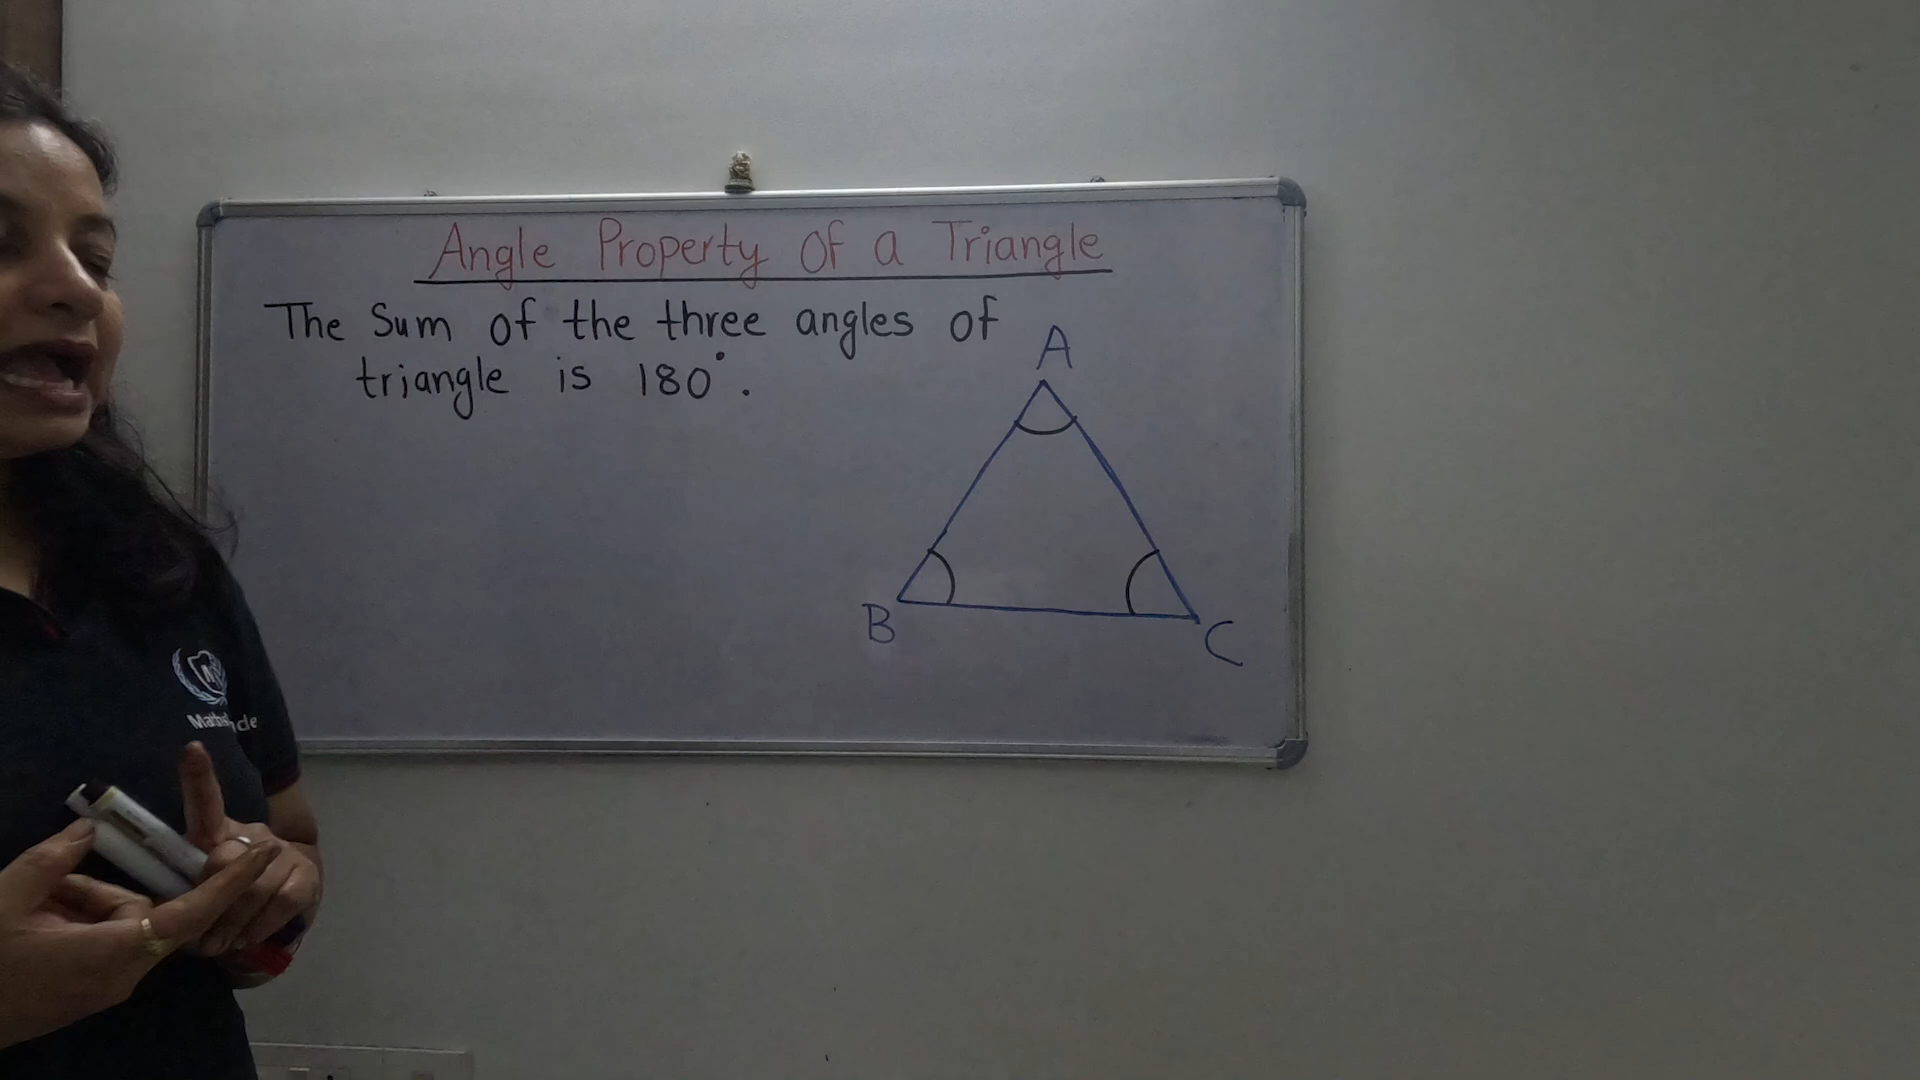 Angle Property Of a Triangle
The Sum of the three angles of
triangle is 180°.
A
B
C